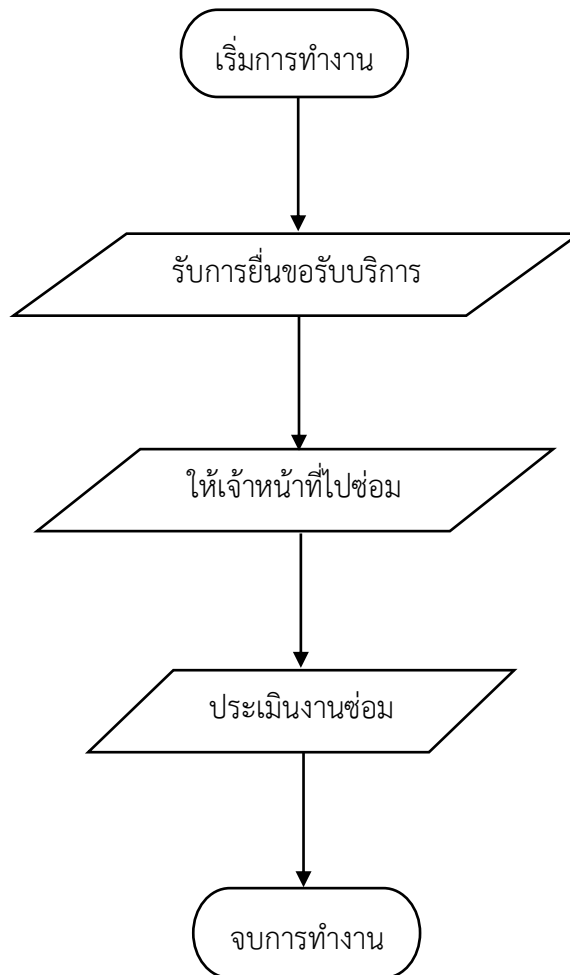 เริ่มการทำงาน
รับการยื่นขอรับบริการ
ให้เจ้าหน้าที่ไปซ่อม
ประเมินงานซ่อม
จบการทำงาน